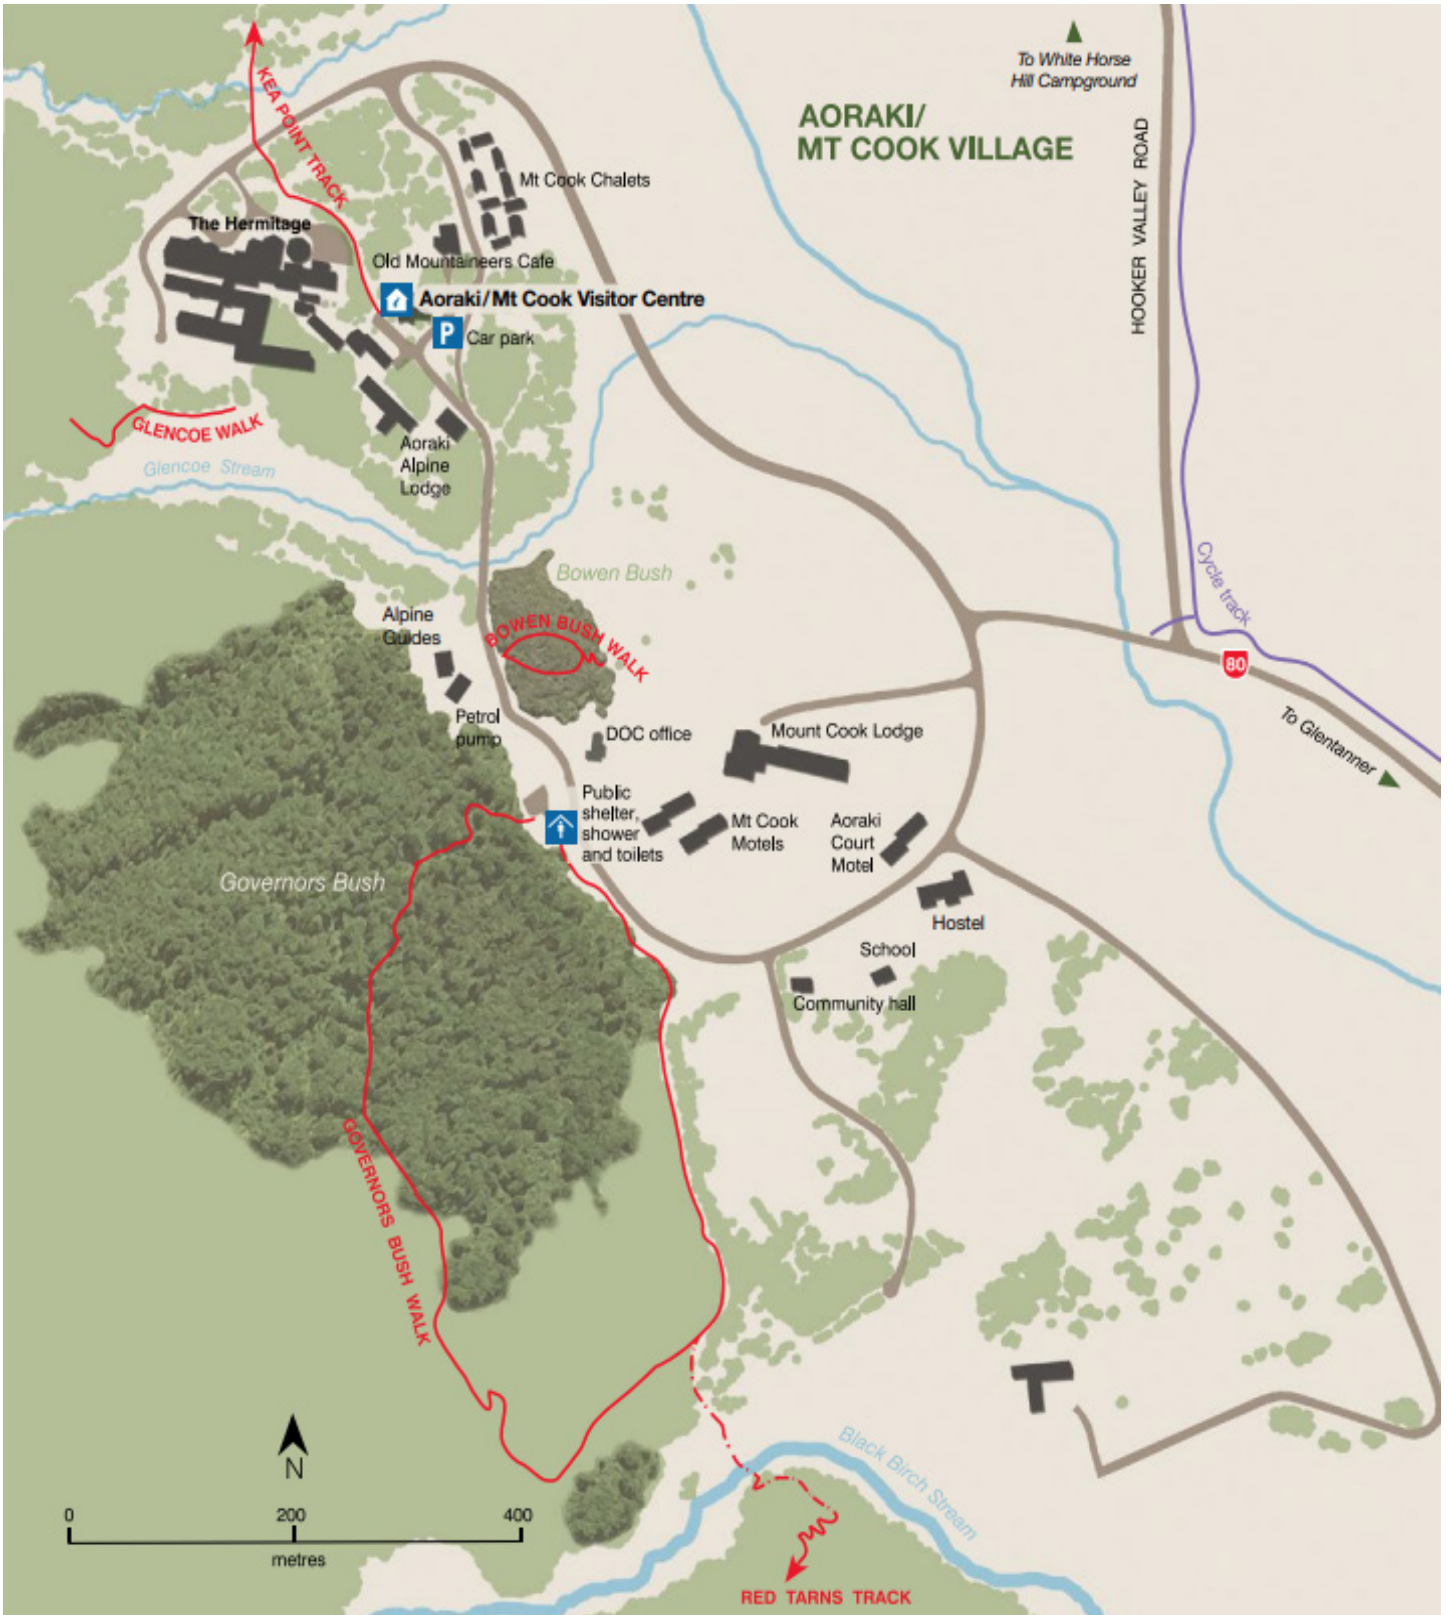 To White Horse
Hill Campground
AORAKI/
MT COOK VILLAGE
HOOKER VALLEY ROAD
KEA POINT TRACK
Mt Cook Chalets
The Hermitage
Old Mountaineers Cafe
Aoraki/Mt Cook Visitor Centre
P
Car park
GLENCOE WALK
Glencoe Stream
Aoraki
Alpine
Lodge
Cycle track
Bowen Bush
BOWEN BUSH WALK
Alpine
Guides
80
To Glentanner
Petrol
pump
DOC office
Mount Cook Lodge
Public
shelter,
shower
and toilets
Mt Cook
Motels
Aoraki
Court
Motel
Governors Bush
Hostel
School
Community hall
GOVERNORS BUSH WALK
N
Black Birch Stream
0 200 400
metres
RED TARNS TRACK